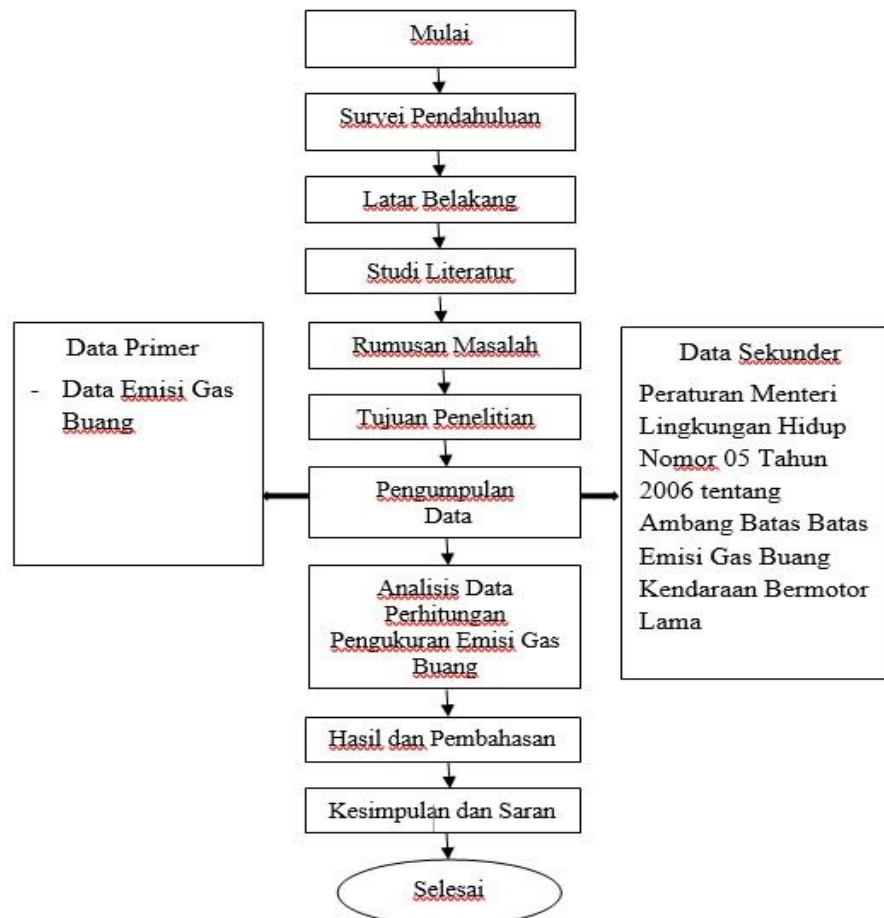 Mulai
Survei Pendahuluan
Latar Belakang
Studi Literatur
Rumusan Masalah
Tujuan Penelitian
Data Primer
- Data Emisi Gas
Buang
Pengumpulan
Data
Data Sekunder
Peraturan Menteri
Lingkungan Hidup
Nomor 05 Tahun
2006 tentang
Ambang Batas Batas
Emisi Gas Buang
Kendaraan Bermotor
Lama
Analisis Data
Perhitungan
Pengukuran Emisi Gas
Buang
Hasil dan Pembahasan
Kesimpulan dan Saran
Selesai